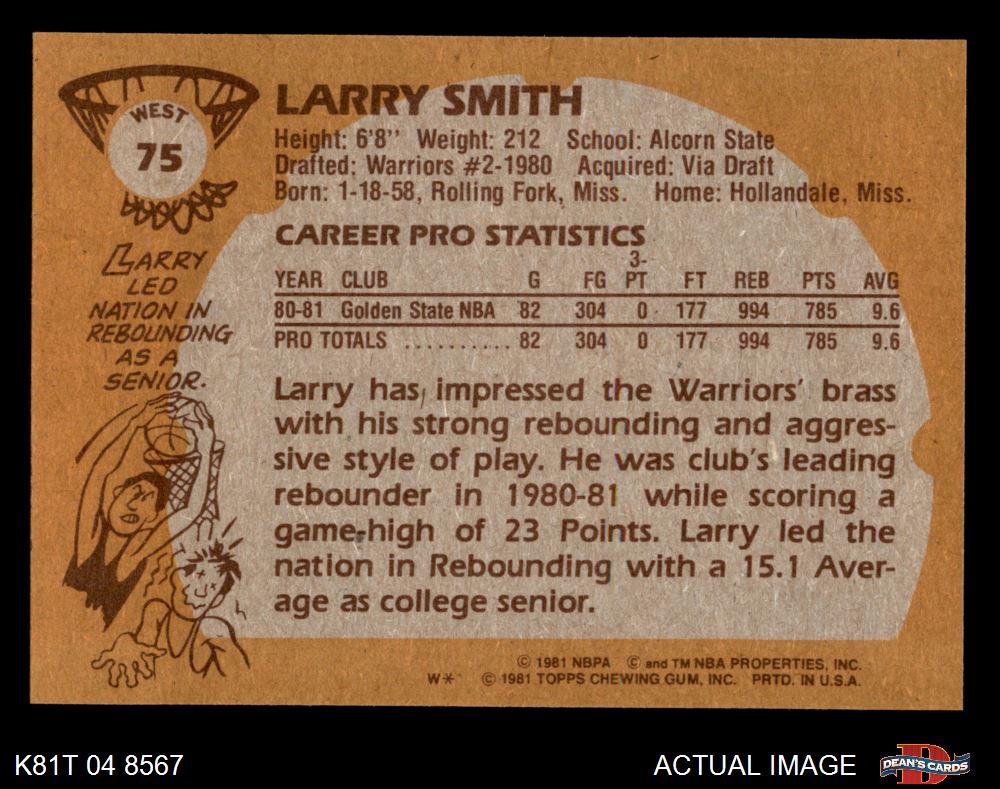 WEST
75
LARRY SMITH
Height: 6'8'' Weight: 212 School: Alcorn State
Drafted: Warriors #2-1980 Acquired: Via Draft
Born: 1-18-58, Rolling Fork, Miss. Home: Hollandale, Miss.
LARRY
LED
NATION IN
REBOUNDING
AS A
SENIOR.
CAREER PRO STATISTICS
3-
YEAR CLUB G FG PT FT REB PTS AVG
80-81 Golden State NBA 82 304 0 177 994 785 9.6
PRO TOTALS .......... 82 304 0 177 994 785 9.6
Larry has impressed the Warriors' brass
with his strong rebounding and aggres-
sive style of play. He was club's leading
rebounder in 1980-81 while scoring a
game-high of 23 Points. Larry led the
nation in Rebounding with a 15.1 Aver-
age as college senior.
© 1981 NBPA © and TM NBA PROPERTIES, INC.
W* © 1981 TOPPS CHEWING GUM, INC. PRTD. IN U.S.A.
K81T 04 8567
ACTUAL IMAGE
D
DEAN'S CARDS